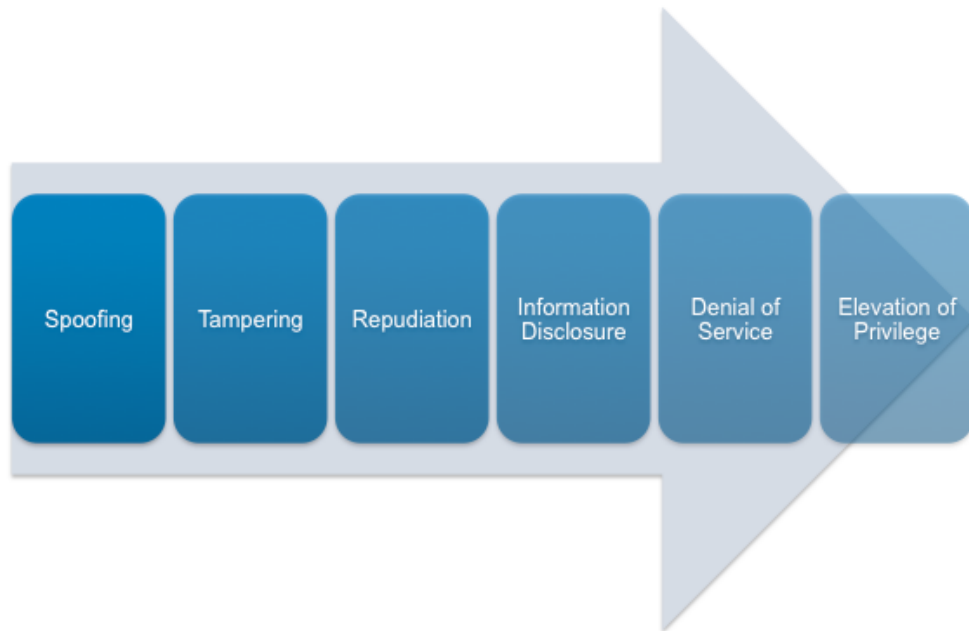 Spoofing
Tampering
Repudiation
Information
Disclosure
Denial of
Service
Elevation of
Privilege